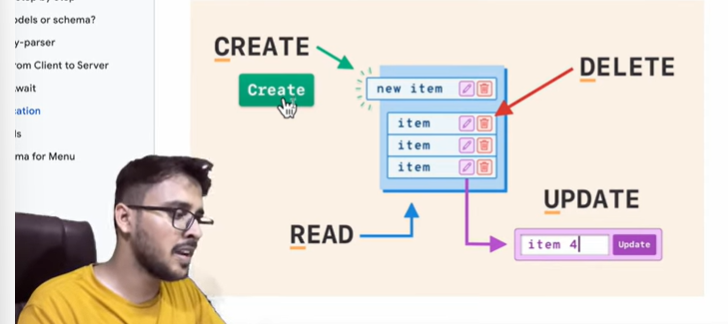 odels or schema?
y-parser
rom Client to Server
wait
ation
ls
ma for Menu
CREATE
Create
new item
item
item
item
DELETE
READ
UPDATE
item 4
Update